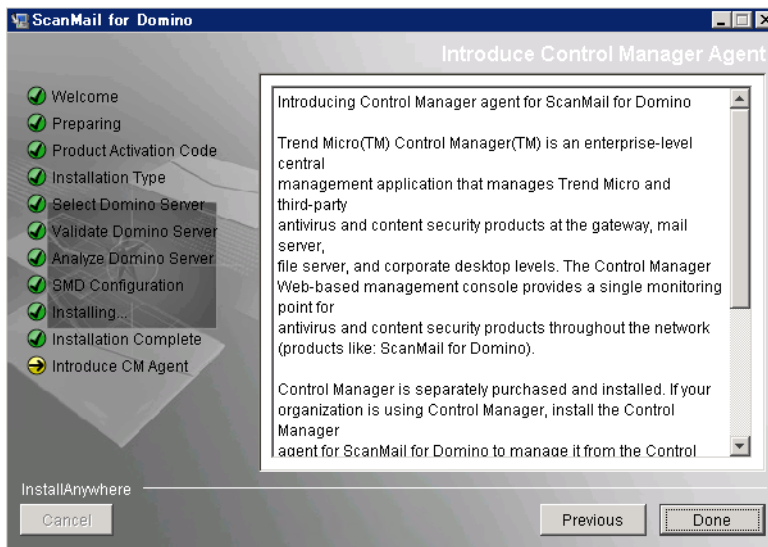 ScanMail for Domino
Introduce Control Manager Agent
Welcome
Preparing
Product Activation Code
Installation Type
Select Domino Server
Validate Domino Server
Analyze Domino Server
SMD Configuration
Installing...
Installation Complete
Introduce CM Agent
Introducing Control Manager agent for ScanMail for Domino
Trend Micro(TM) Control Manager(TM) is an enterprise-level
central
management application that manages Trend Micro and
third-party
antivirus and content security products at the gateway, mail
server,
file server, and corporate desktop levels. The Control Manager
Web-based management console provides a single monitoring
point for
antivirus and content security products throughout the network
(products like: ScanMail for Domino).
Control Manager is separately purchased and installed. If your
organization is using Control Manager, install the Control
Manager
agent for ScanMail for Domino to manage it from the Control
InstallAnywhere
Cancel
Previous
Done